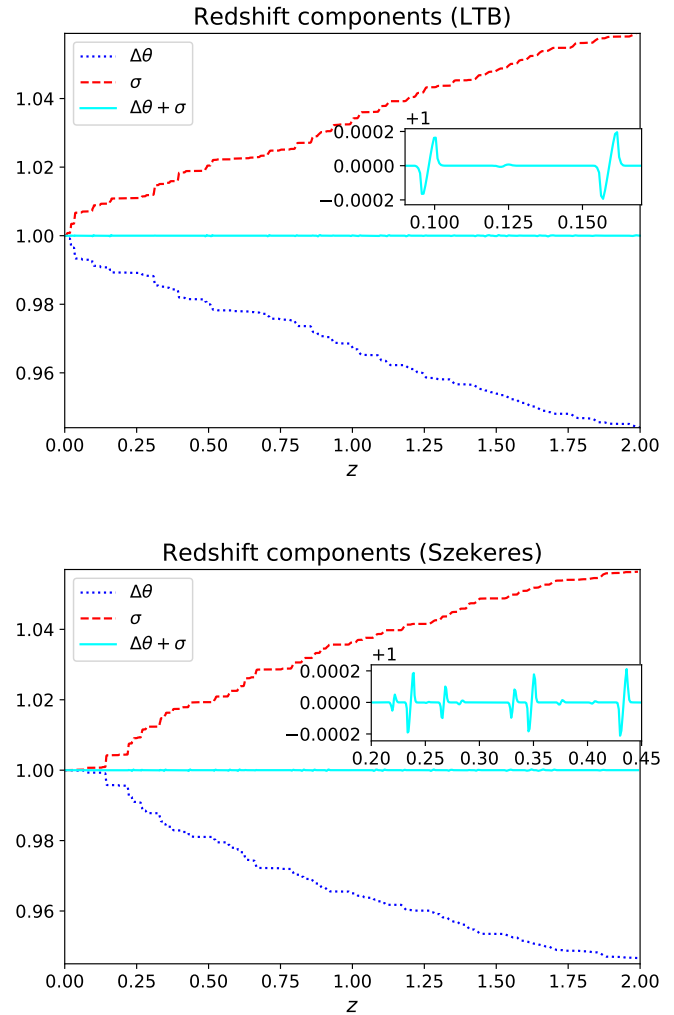 Redshift components (LTB)
Δθ
σ
Δθ + σ
1.04
1.02
1.00
0.98
0.96
+1
0.0002
0.0000
−0.0002
0.100 0.125 0.150
0.00 0.25 0.50 0.75 1.00 1.25 1.50 1.75 2.00
z
Redshift components (Szekeres)
Δθ
σ
Δθ + σ
1.04
1.02
1.00
0.98
0.96
+1
0.0002
0.0000
−0.0002
0.20 0.25 0.30 0.35 0.40 0.45
0.00 0.25 0.50 0.75 1.00 1.25 1.50 1.75 2.00
z